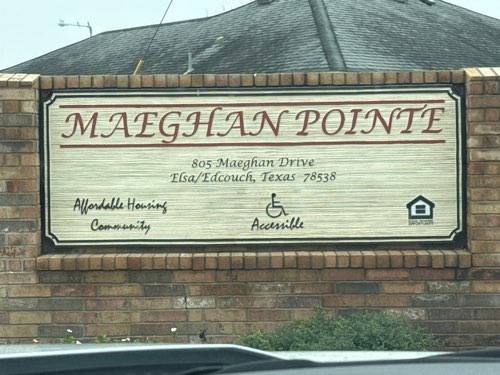 MAEGHAN POINTE
805 Maeghan Drive
Elsa/Edcouch, Texas 78538
Affordable Housing
Community
Accessible